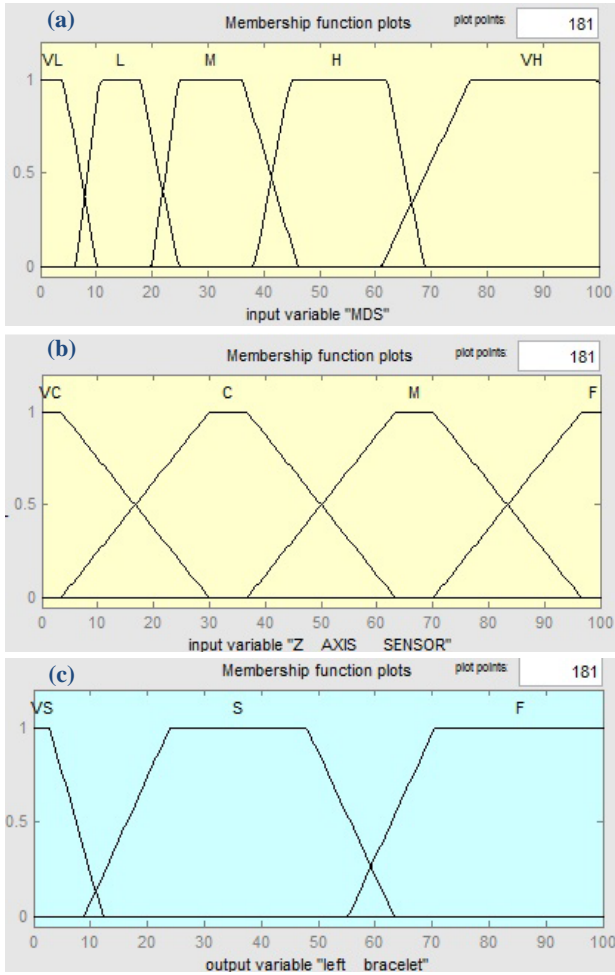 (a) Membership function plots plot points: 181
VL L M H VH
1
0.5
0
0 10 20 30 40 50 60 70 80 90 100
input variable "MDS"
(b) Membership function plots plot points: 181
VC C M F
1
0.5
0
0 10 20 30 40 50 60 70 80 90 100
input variable "Z AXIS SENSOR"
(c) Membership function plots plot points: 181
VS S F
1
0.5
0
0 10 20 30 40 50 60 70 80 90 100
output variable "left bracelet"